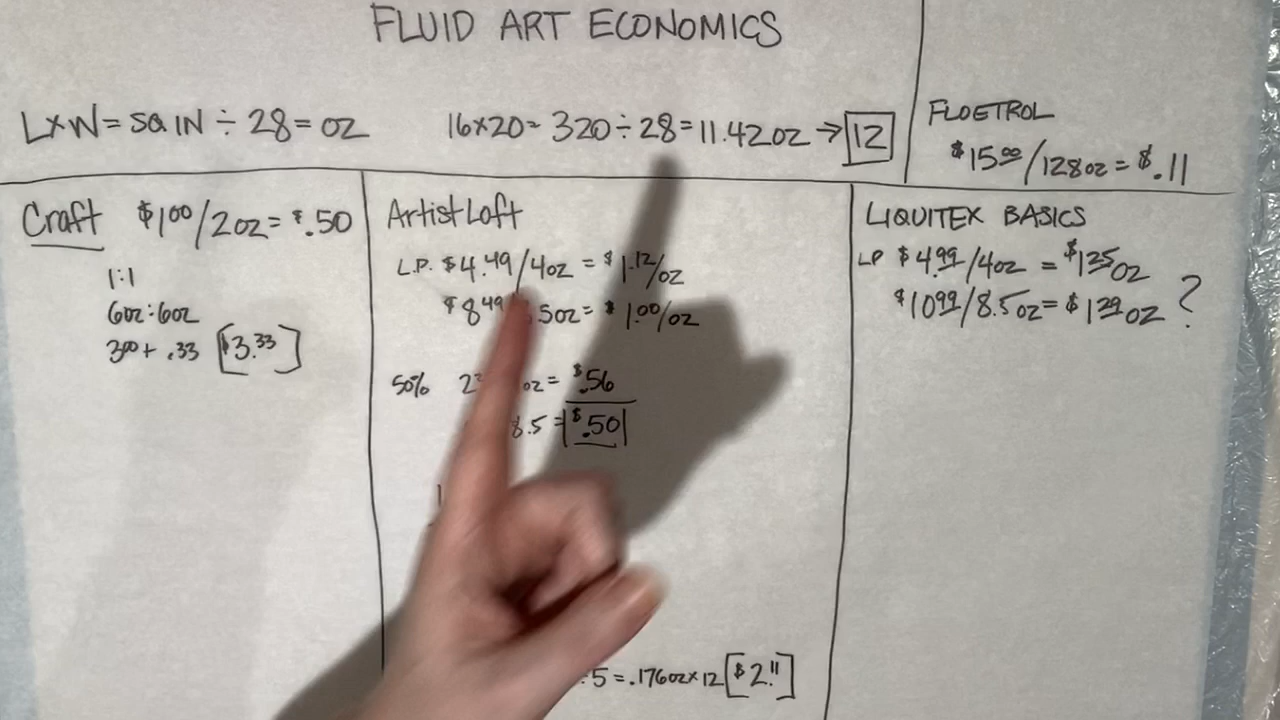 FLUID ART ECONOMICS
LXW = SQ IN ÷ 28 = OZ
16x20 = 320 ÷ 28 = 11.42 OZ → 12
FLOETROL
$15.00/128oz = $.11
Craft $1.00/2oz = $.50
1:1
6oz:6oz
3.00 + .33 [$3.33]
Artist Loft
L.P. $4.49/4oz = $1.12/oz
$8.49 5oz = $1.00/oz
50% oz = $.56
8.5 = $.50
5 = .176oz x 12 [$2.11]
LIQUITEX BASICS
LP $4.99/4oz = $1.25 oz
$10.99/8.5oz = $1.29 oz ?